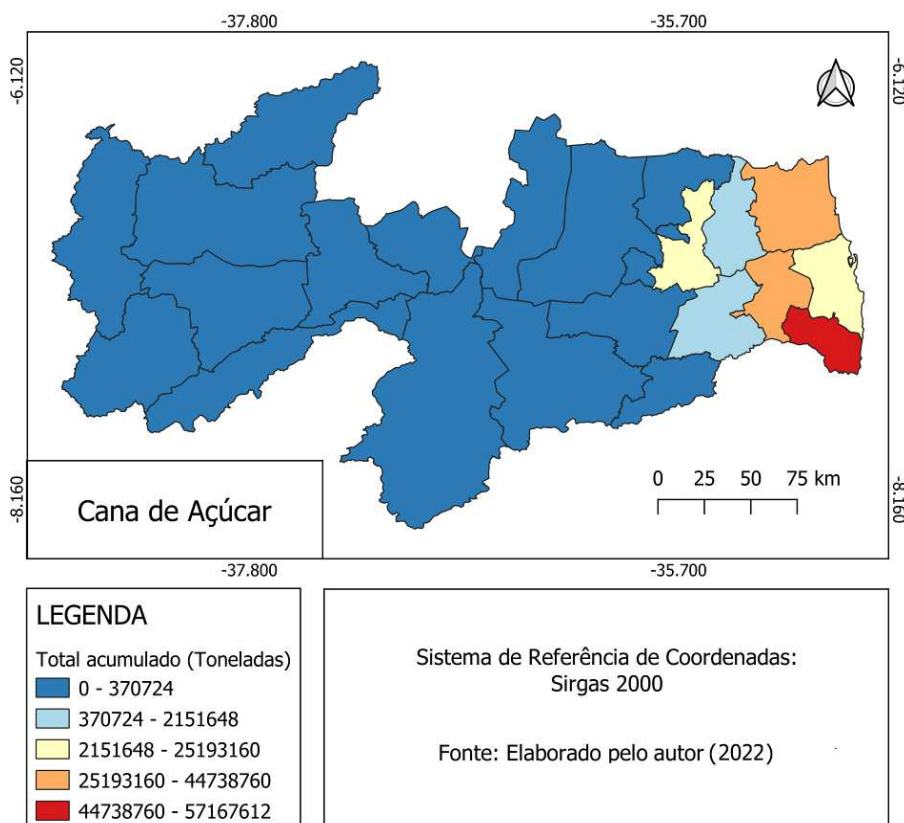 -37.800 -35.700
-6.120 -6.120
0 25 50 75 km
-8.160 -8.160
Cana de Açúcar
-37.800 -35.700
LEGENDA
Total acumulado (Toneladas)
0 - 370724
370724 - 2151648
2151648 - 25193160
25193160 - 44738760
44738760 - 57167612
Sistema de Referência de Coordenadas:
Sirgas 2000
Fonte: Elaborado pelo autor (2022)